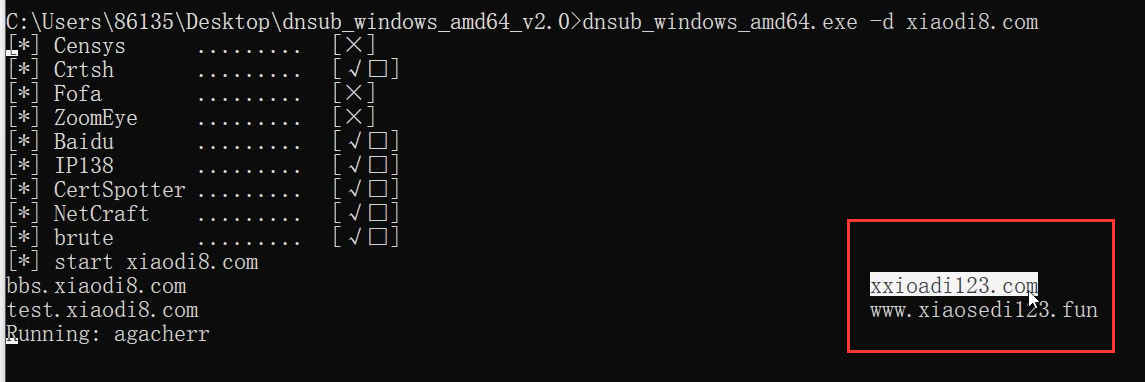 C:\Users\86135\Desktop\dnsub_windows_amd64_v2.0>dnsub_windows_amd64.exe -d xiaodi8.com
[*] Censys ......... [×]
[*] Crtsh ......... [√□]
[*] Fofa ......... [×]
[*] ZoomEye ......... [×]
[*] Baidu ......... [√□]
[*] IP138 ......... [√□]
[*] CertSpotter ......... [√□]
[*] NetCraft ......... [√□]
[*] brute ......... [√□]
[*] start xiaodi8.com
bbs.xiaodi8.com xxioadi123.com
test.xiaodi8.com www.xiaosedi123.fun
Running: agacherr